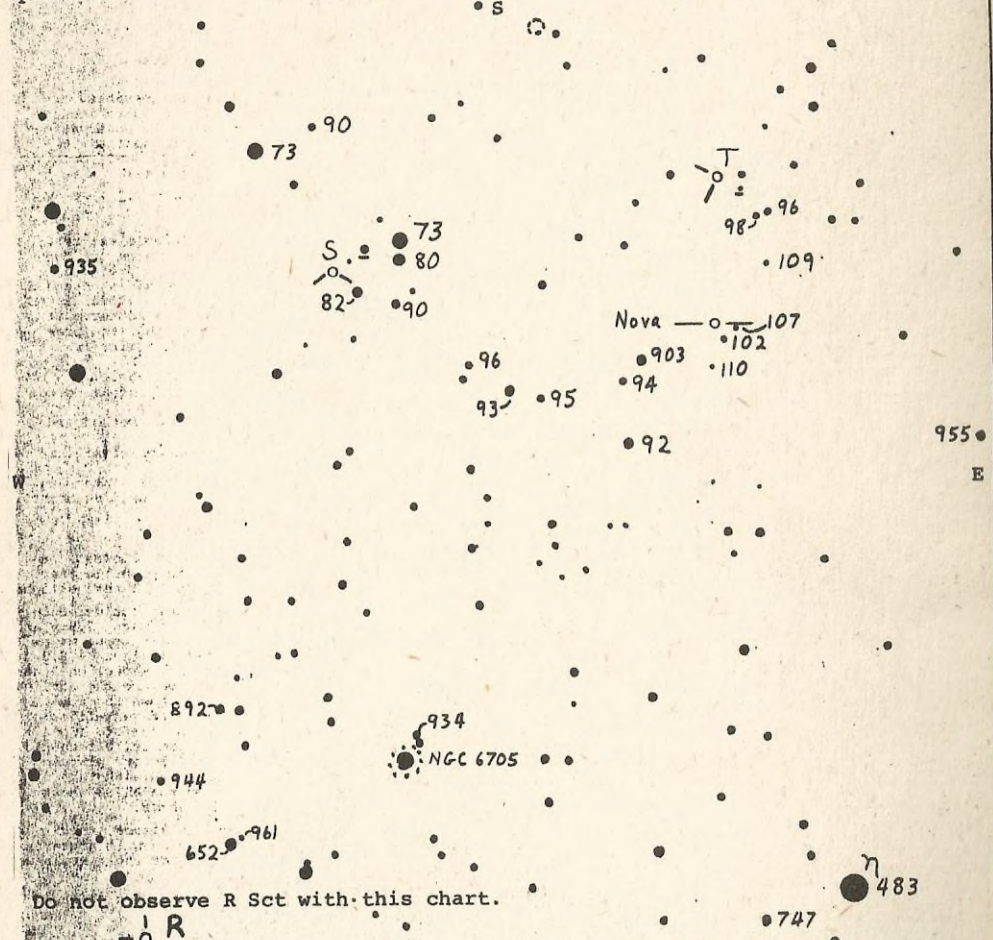 S
90
73
T
96
98
73
S
80
935
109
82
90
Nova
107
102
903
96
110
94
95
93
955
92
W
E
892
934
NGC 6705
944
961
652
η
483
Do not observe R Sct with this chart.
747
R